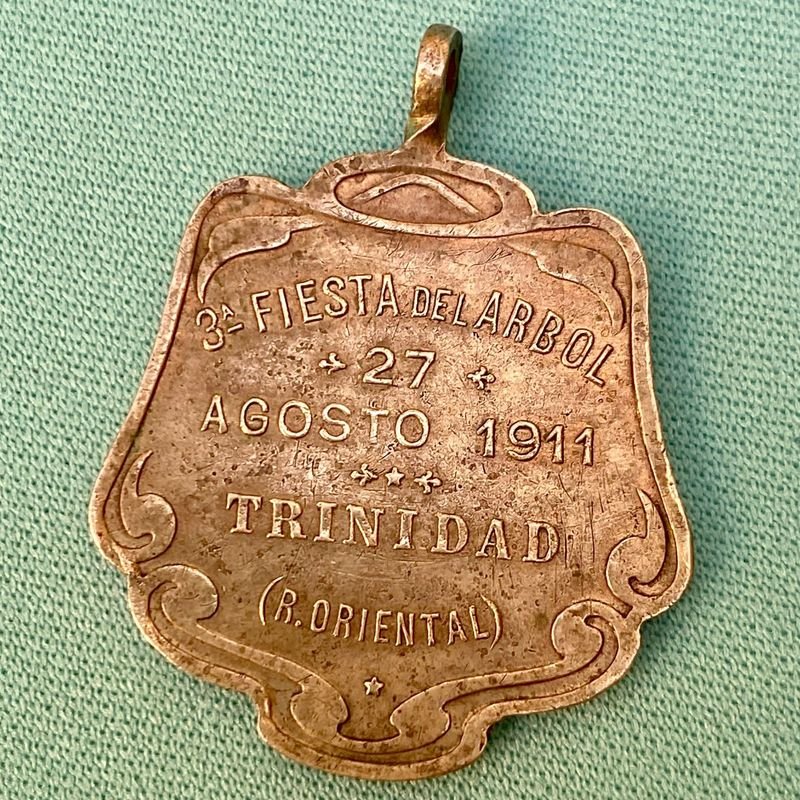 3ª FIESTA DEL ARBOL
27
AGOSTO 1911
TRINIDAD
(R. ORIENTAL)